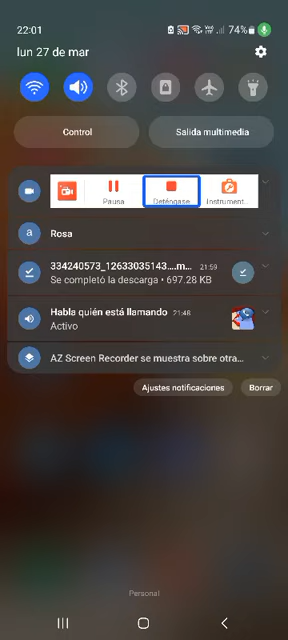 22:01
74%
lun 27 de mar
Control
Salida multimedia
Pausa
Deténgase
Instrument...
a Rosa
334240573_12633035143....m... 21:59
Se completó la descarga • 697.28 KB
Habla quién está llamando 21:48
Activo
AZ Screen Recorder se muestra sobre otra...
Ajustes notificaciones
Borrar
Personal